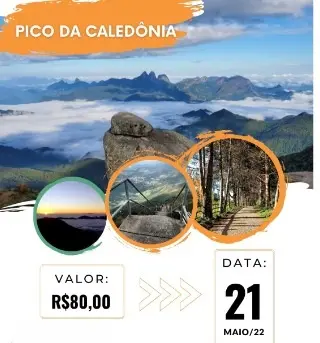 PICO DA CALEDÔNIA
VALOR:
R$80,00
DATA:
21
MAIO/22